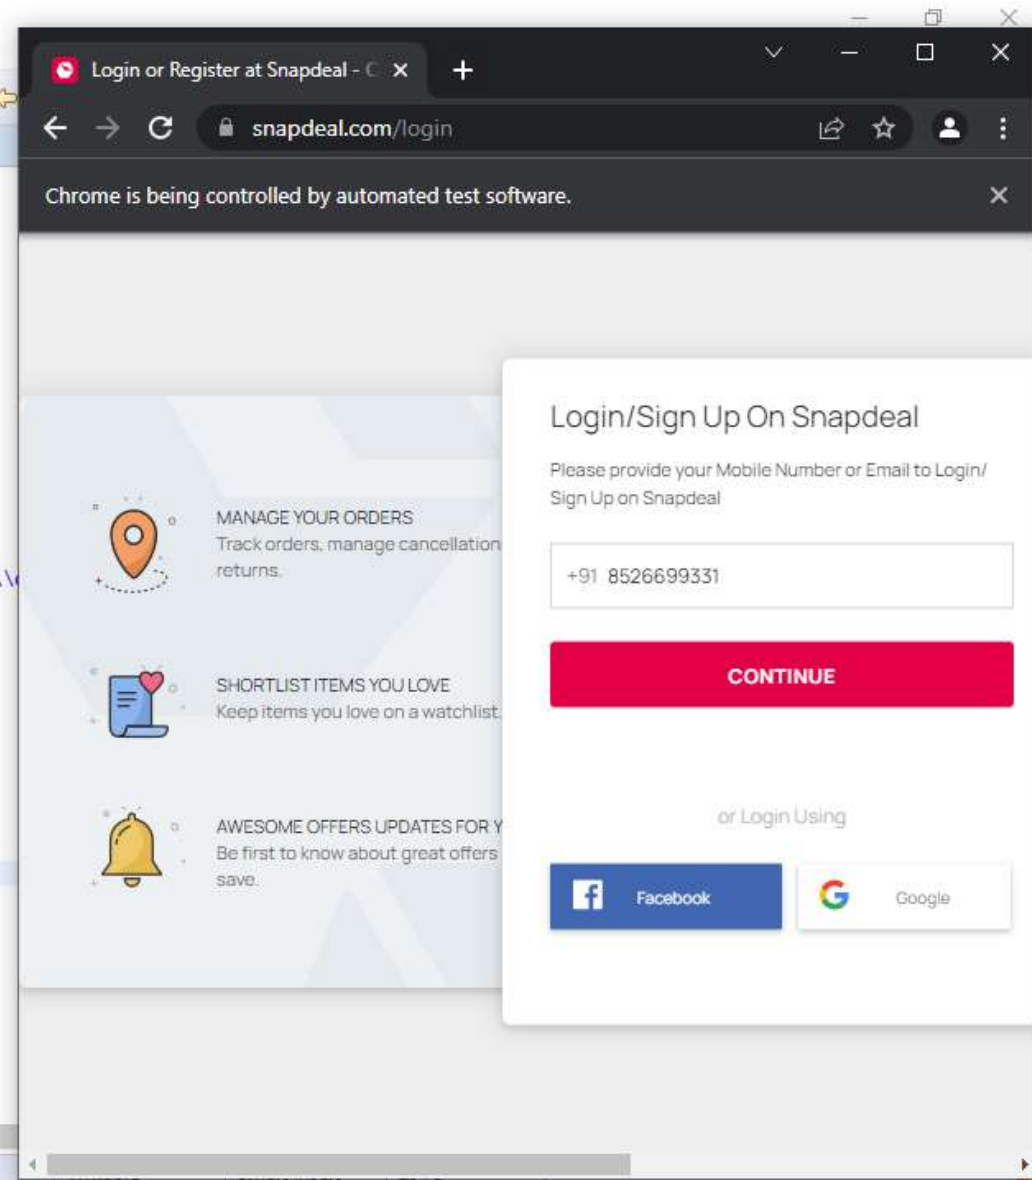 Login or Register at Snapdeal - C
snapdeal.com/login
Chrome is being controlled by automated test software.
MANAGE YOUR ORDERS
Track orders, manage cancellation
returns.
SHORTLIST ITEMS YOU LOVE
Keep items you love on a watchlist.
AWESOME OFFERS UPDATES FOR Y
Be first to know about great offers
save.
Login/Sign Up On Snapdeal
Please provide your Mobile Number or Email to Login/
Sign Up on Snapdeal
+91 8526699331
CONTINUE
or Login Using
Facebook
Google